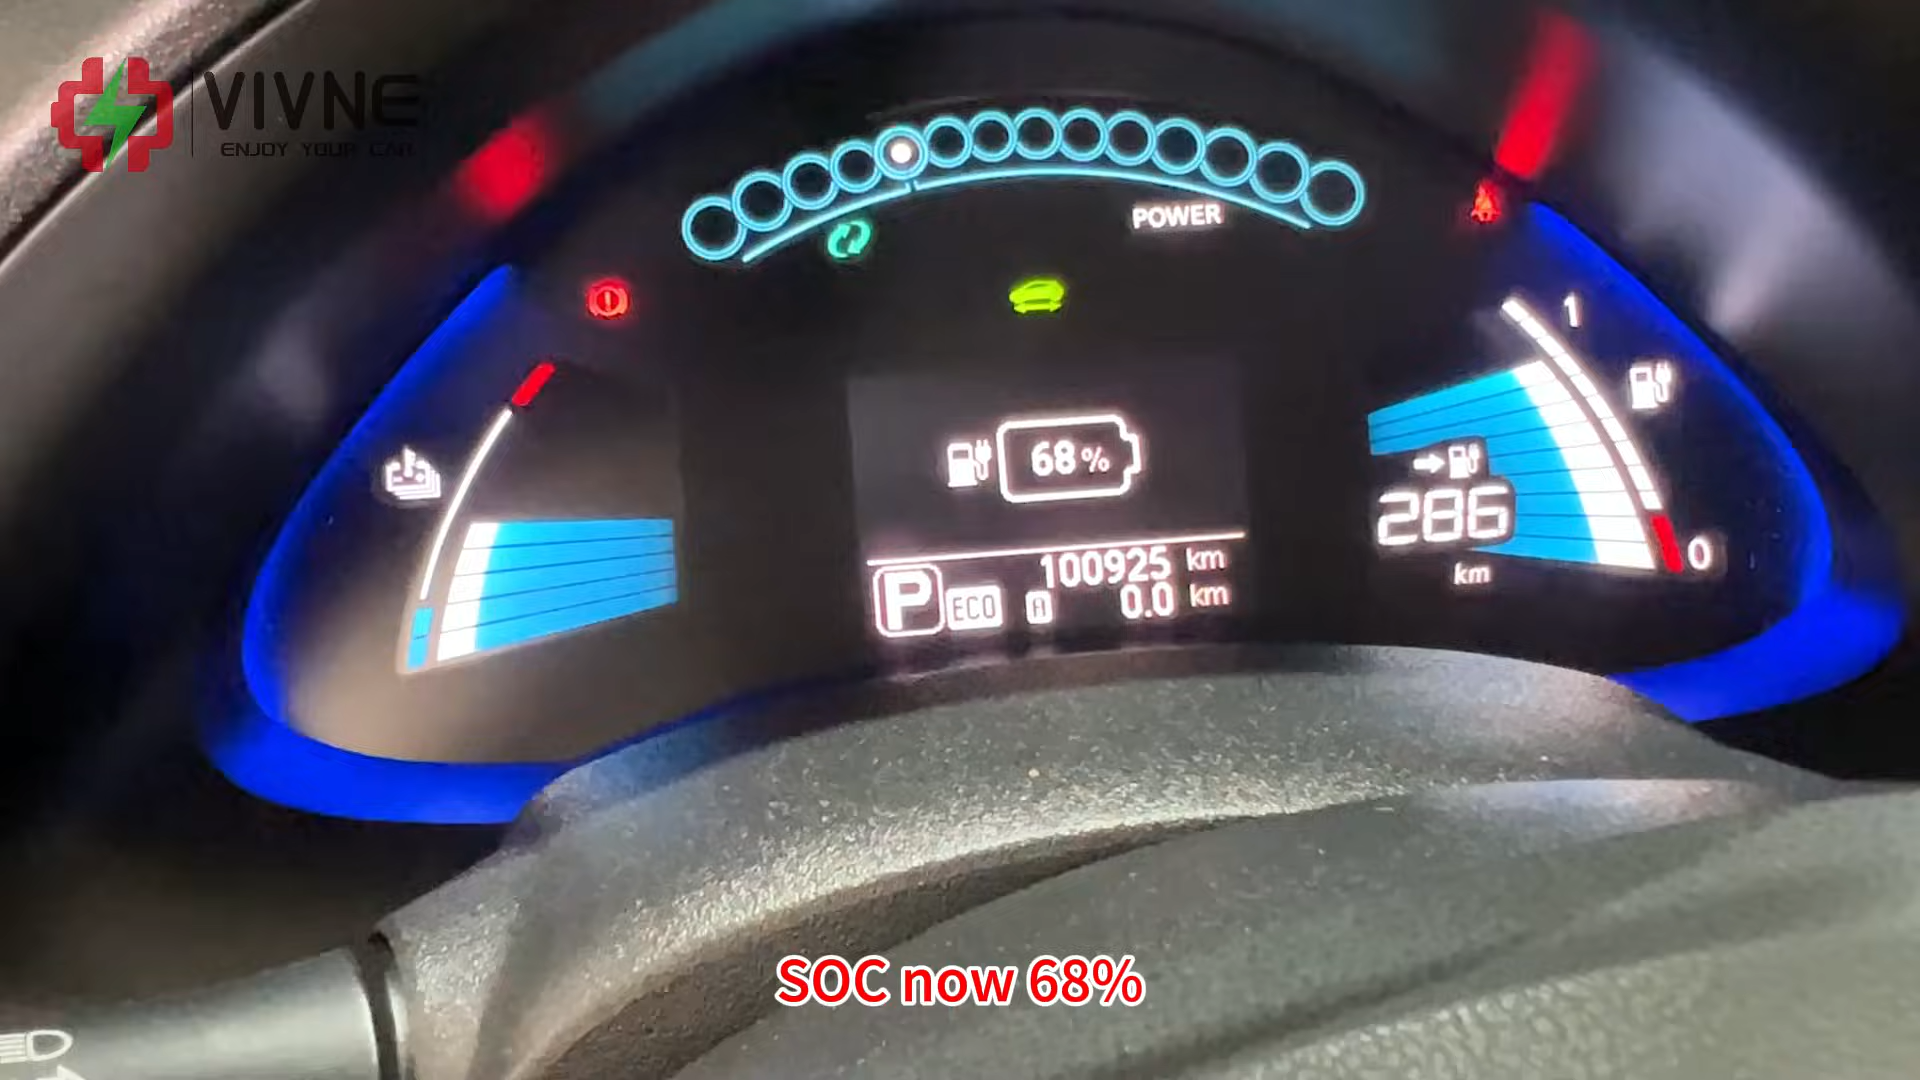 VIVNE
ENJOY YOUR CAR
POWER
1
68%
286
km
0
100925 km
P ECO A 0.0 km
SOC now 68%